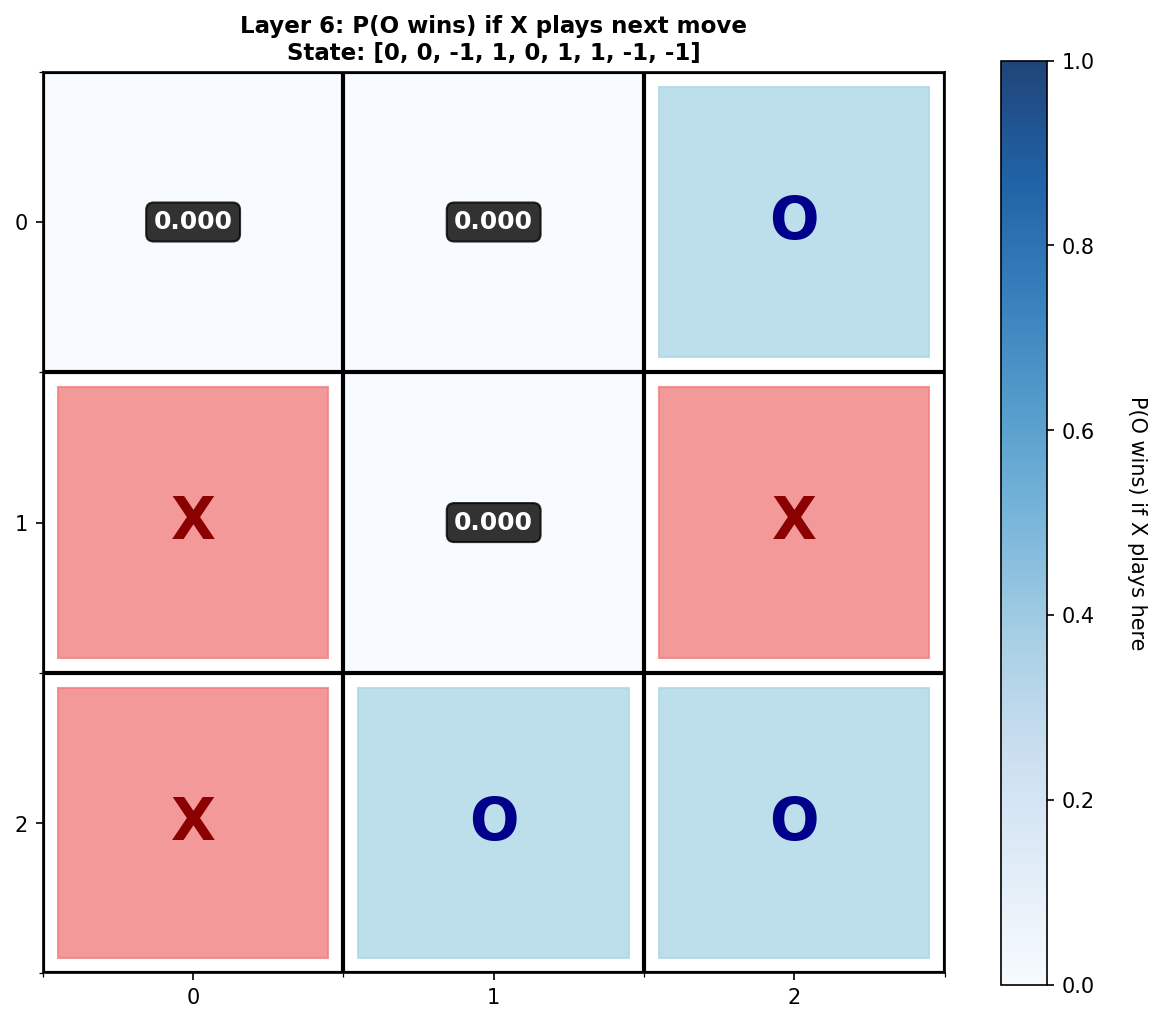 Layer 6: P(O wins) if X plays next move
State: [0, 0, -1, 1, 0, 1, 1, -1, -1]
0
0.000
0.000
O
1
X
0.000
X
2
X
O
O
0
1
2
1.0
0.8
0.6
0.4
0.2
0.0
P(O wins) if X plays here